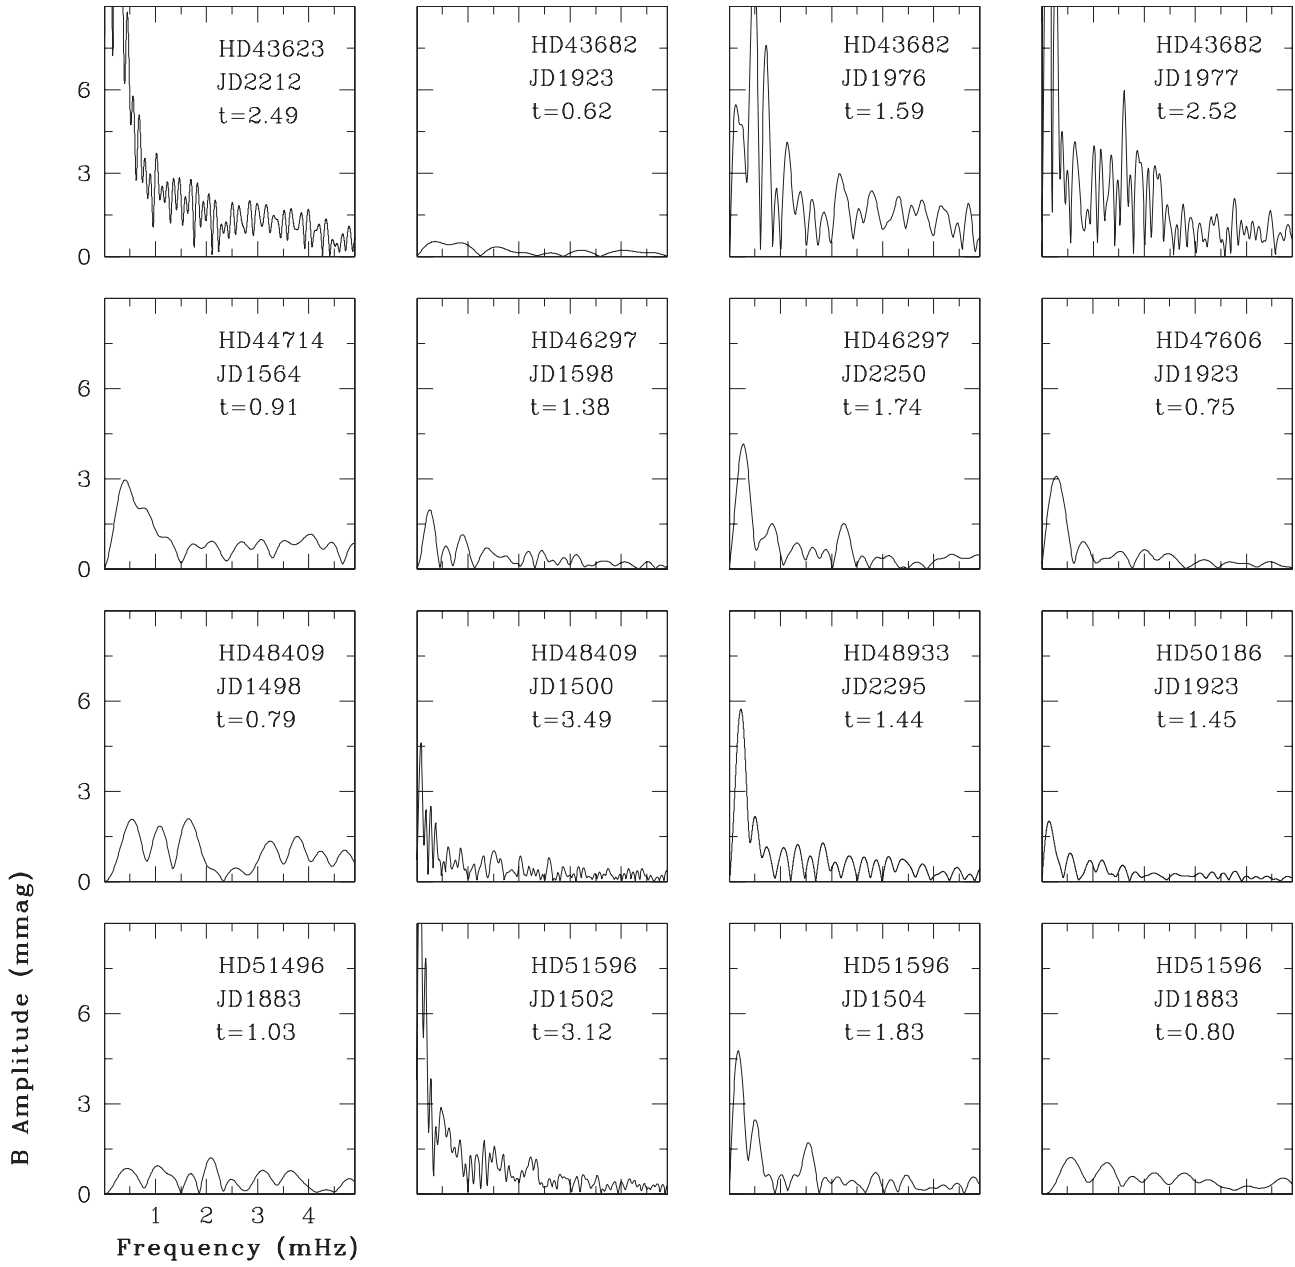 HD43623
JD2212
t=2.49
HD43682
JD1923
t=0.62
HD43682
JD1976
t=1.59
HD43682
JD1977
t=2.52
6
3
0
HD44714
JD1564
t=0.91
HD46297
JD1598
t=1.38
HD46297
JD2250
t=1.74
HD47606
JD1923
t=0.75
6
3
0
HD48409
JD1498
t=0.79
HD48409
JD1500
t=3.49
HD48933
JD2295
t=1.44
HD50186
JD1923
t=1.45
6
3
0
HD51496
JD1883
t=1.03
HD51596
JD1502
t=3.12
HD51596
JD1504
t=1.83
HD51596
JD1883
t=0.80
6
3
0
1 2 3 4
Frequency (mHz)
B Amplitude (mmag)